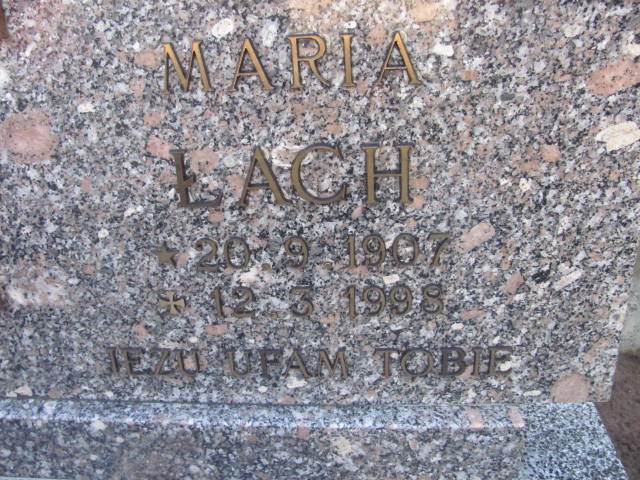 MARIA
ŁACH
★ 20.9.1907
✝ 12.3.1998
JEZU UFAM TOBIE